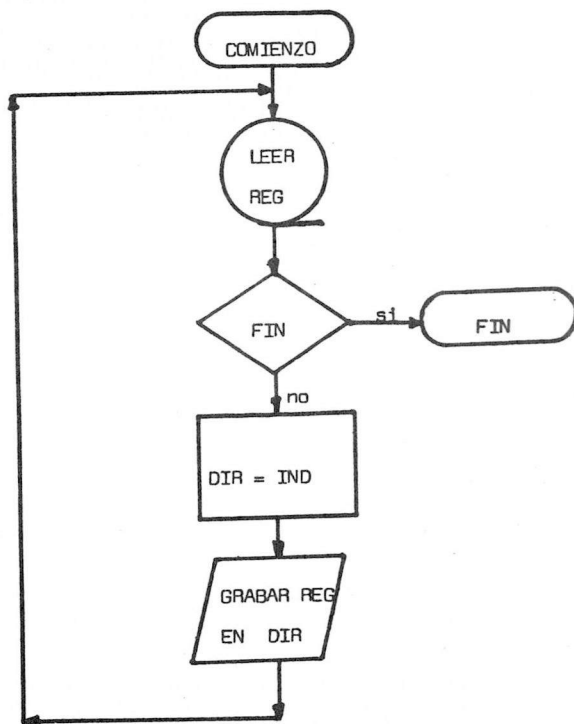 COMIENZO
LEER
REG
FIN
si
FIN
no
DIR = IND
GRABAR REG
EN DIR